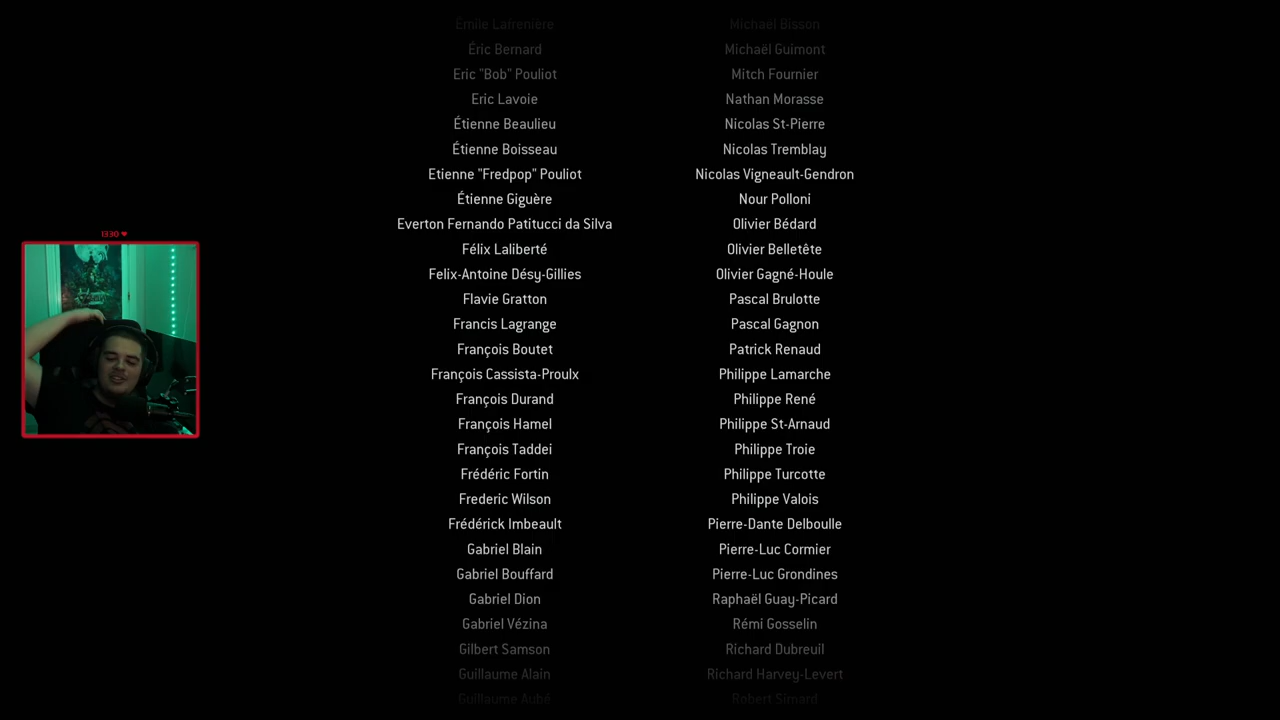 Émile Lafrenière
Éric Bernard
Eric "Bob" Pouliot
Eric Lavoie
Étienne Beaulieu
Étienne Boisseau
Etienne "Fredpop" Pouliot
Étienne Giguère
Everton Fernando Patitucci da Silva
Félix Laliberté
Felix-Antoine Désy-Gillies
Flavie Gratton
Francis Lagrange
François Boutet
François Cassista-Proulx
François Durand
François Hamel
François Taddei
Frédéric Fortin
Frederic Wilson
Frédérick Imbeault
Gabriel Blain
Gabriel Bouffard
Gabriel Dion
Gabriel Vézina
Gilbert Samson
Guillaume Alain
Guillaume Aubé
Michaël Bisson
Michaël Guimont
Mitch Fournier
Nathan Morasse
Nicolas St-Pierre
Nicolas Tremblay
Nicolas Vigneault-Gendron
Nour Polloni
Olivier Bédard
Olivier Belletête
Olivier Gagné-Houle
Pascal Brulotte
Pascal Gagnon
Patrick Renaud
Philippe Lamarche
Philippe René
Philippe St-Arnaud
Philippe Troie
Philippe Turcotte
Philippe Valois
Pierre-Dante Delboulle
Pierre-Luc Cormier
Pierre-Luc Grondines
Raphaël Guay-Picard
Rémi Gosselin
Richard Dubreuil
Richard Harvey-Levert
Robert Simard
1330 ♥